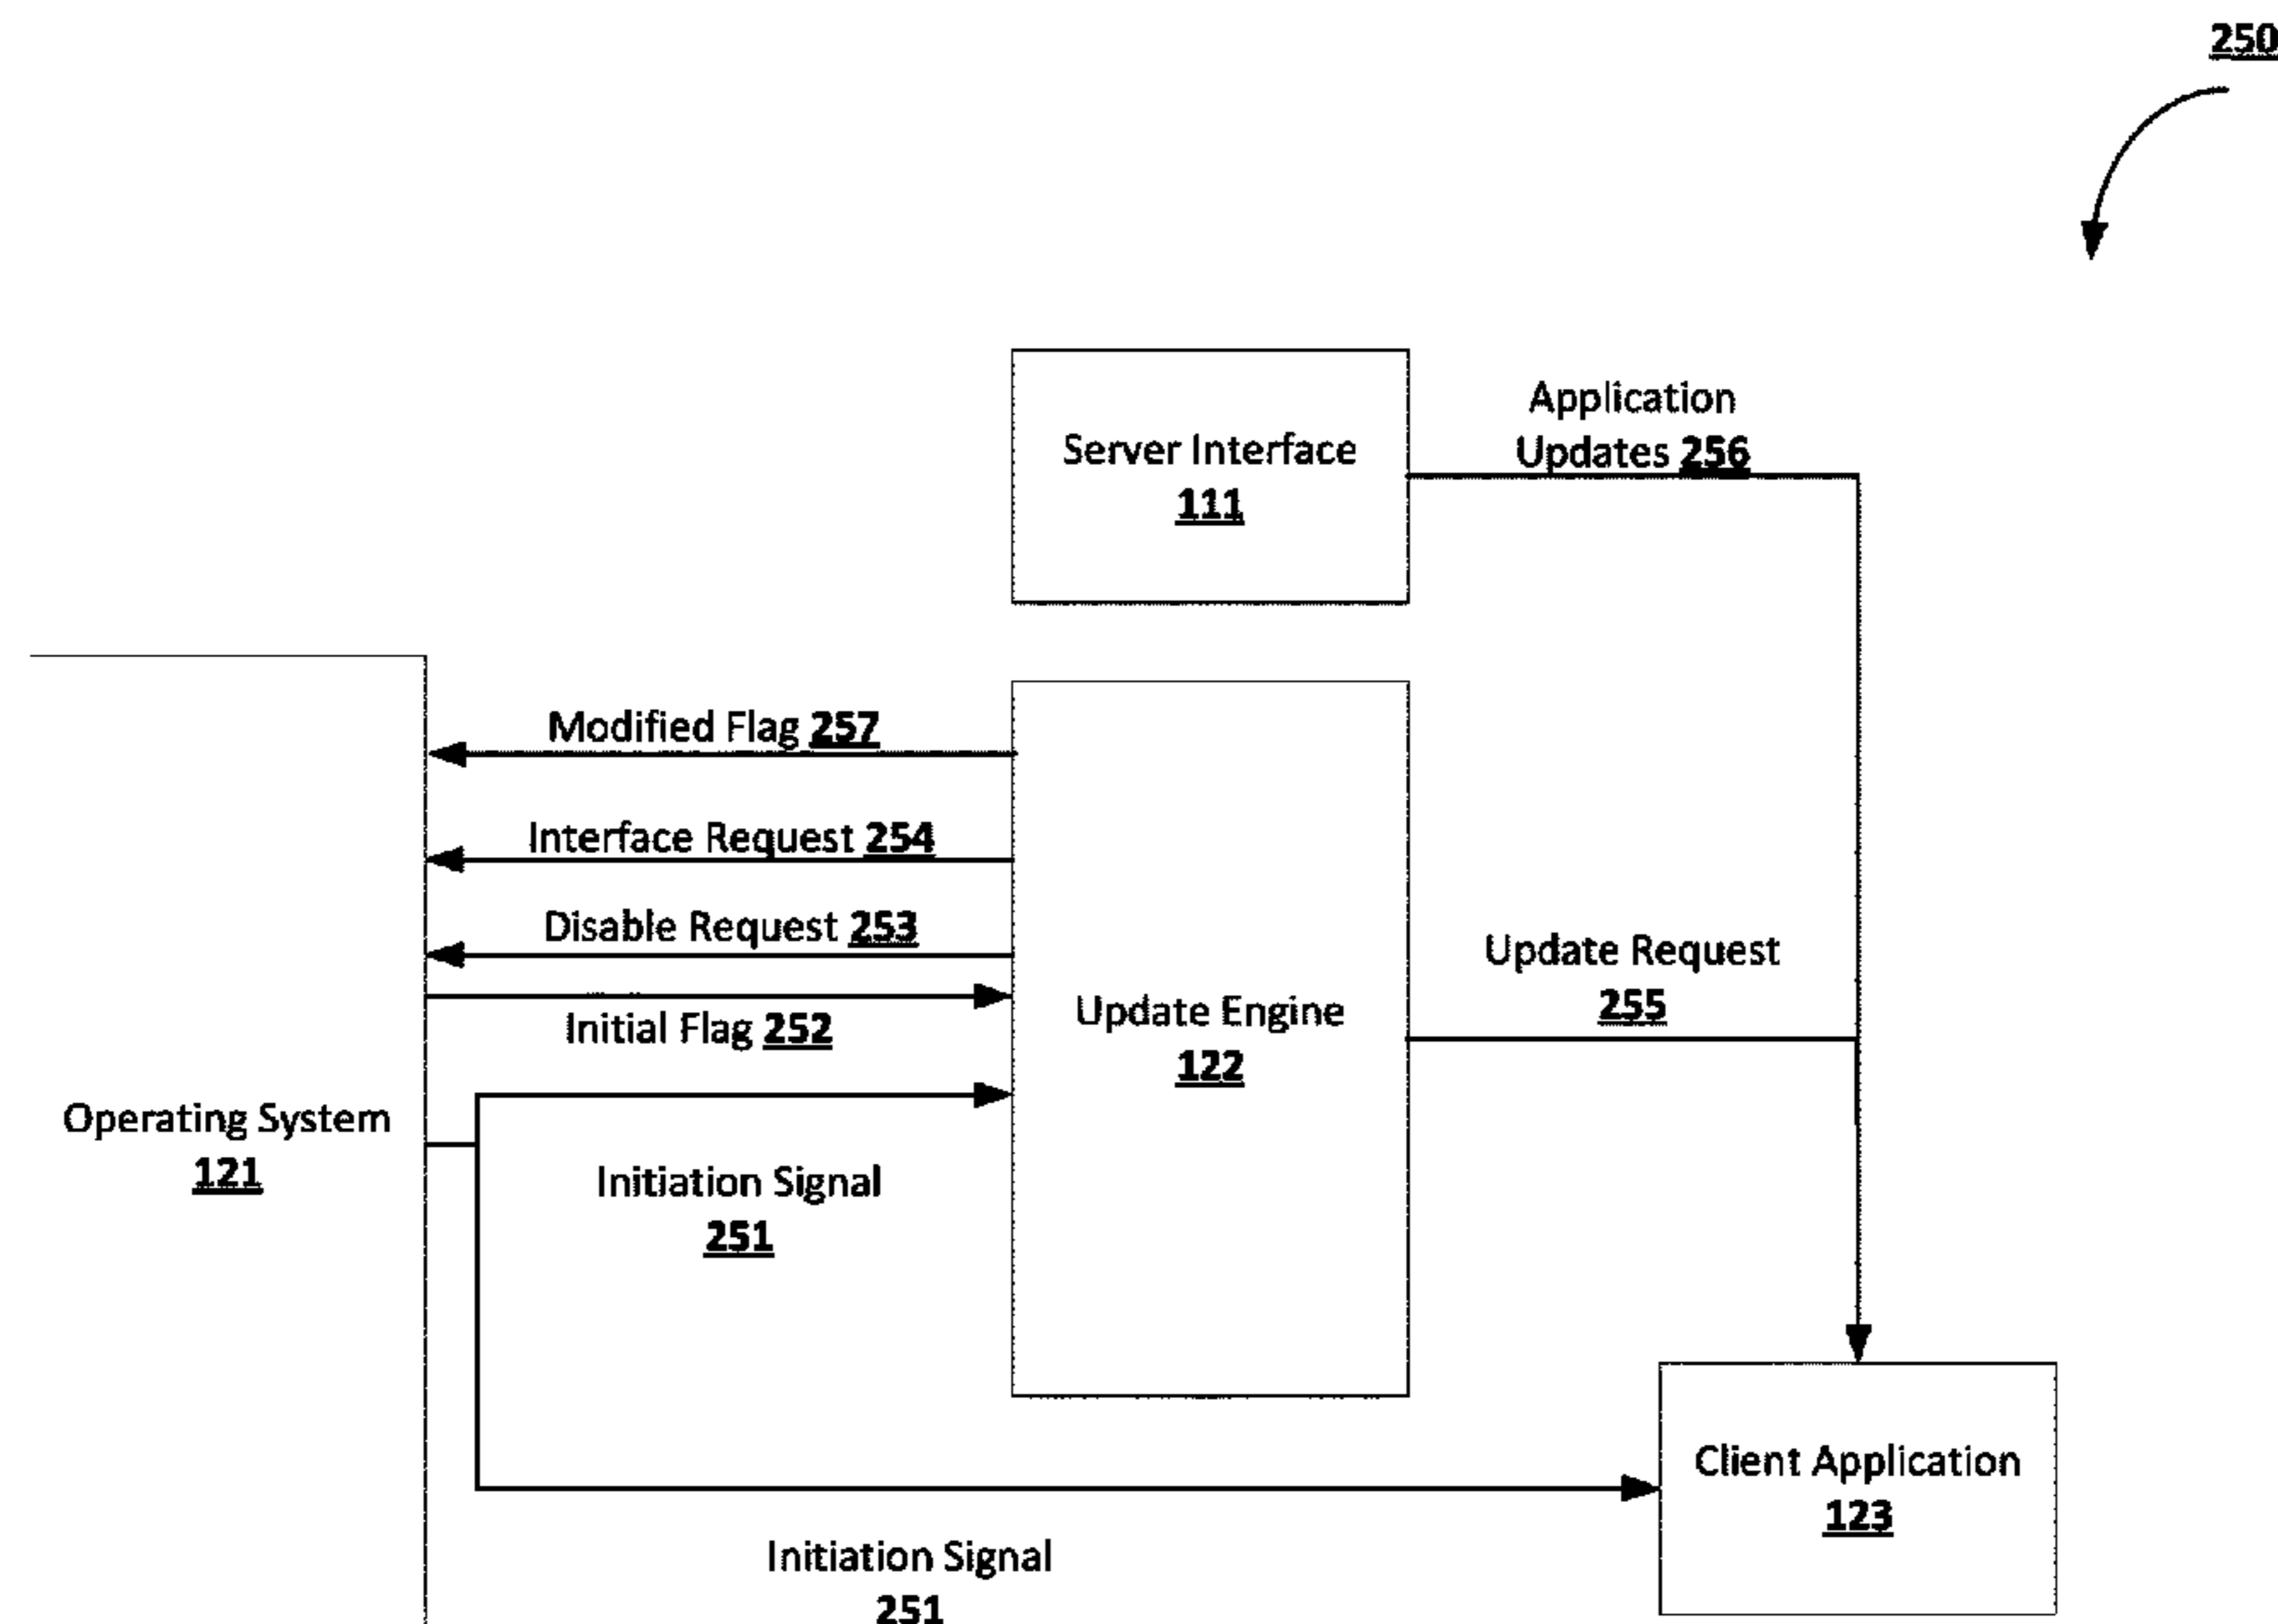 250
Application
Updates 256
Server Interface
111
Modified Flag 257
Interface Request 254
Disable Request 253
Update Request
255
Initial Flag 252
Update Engine
122
Operating System
121
Initiation Signal
251
Client Application
123
Initiation Signal
251